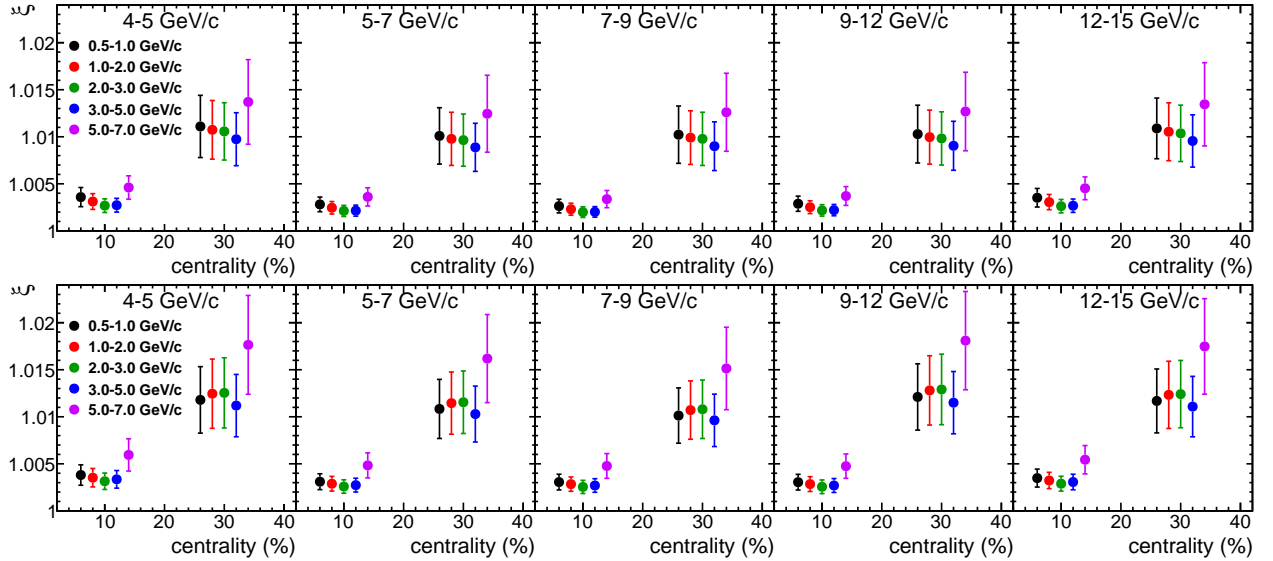 ξ
4-5 GeV/c
5-7 GeV/c
7-9 GeV/c
9-12 GeV/c
12-15 GeV/c
1.02
0.5-1.0 GeV/c
1.0-2.0 GeV/c
1.015
2.0-3.0 GeV/c
3.0-5.0 GeV/c
5.0-7.0 GeV/c
1.01
1.005
1
10 20 30 40 10 20 30 40 10 20 30 40 10 20 30 40 10 20 30 40
centrality (%) centrality (%) centrality (%) centrality (%) centrality (%)
ξ
4-5 GeV/c
5-7 GeV/c
7-9 GeV/c
9-12 GeV/c
12-15 GeV/c
1.02
0.5-1.0 GeV/c
1.0-2.0 GeV/c
1.015
2.0-3.0 GeV/c
3.0-5.0 GeV/c
5.0-7.0 GeV/c
1.01
1.005
1
10 20 30 40 10 20 30 40 10 20 30 40 10 20 30 40 10 20 30 40
centrality (%) centrality (%) centrality (%) centrality (%) centrality (%)